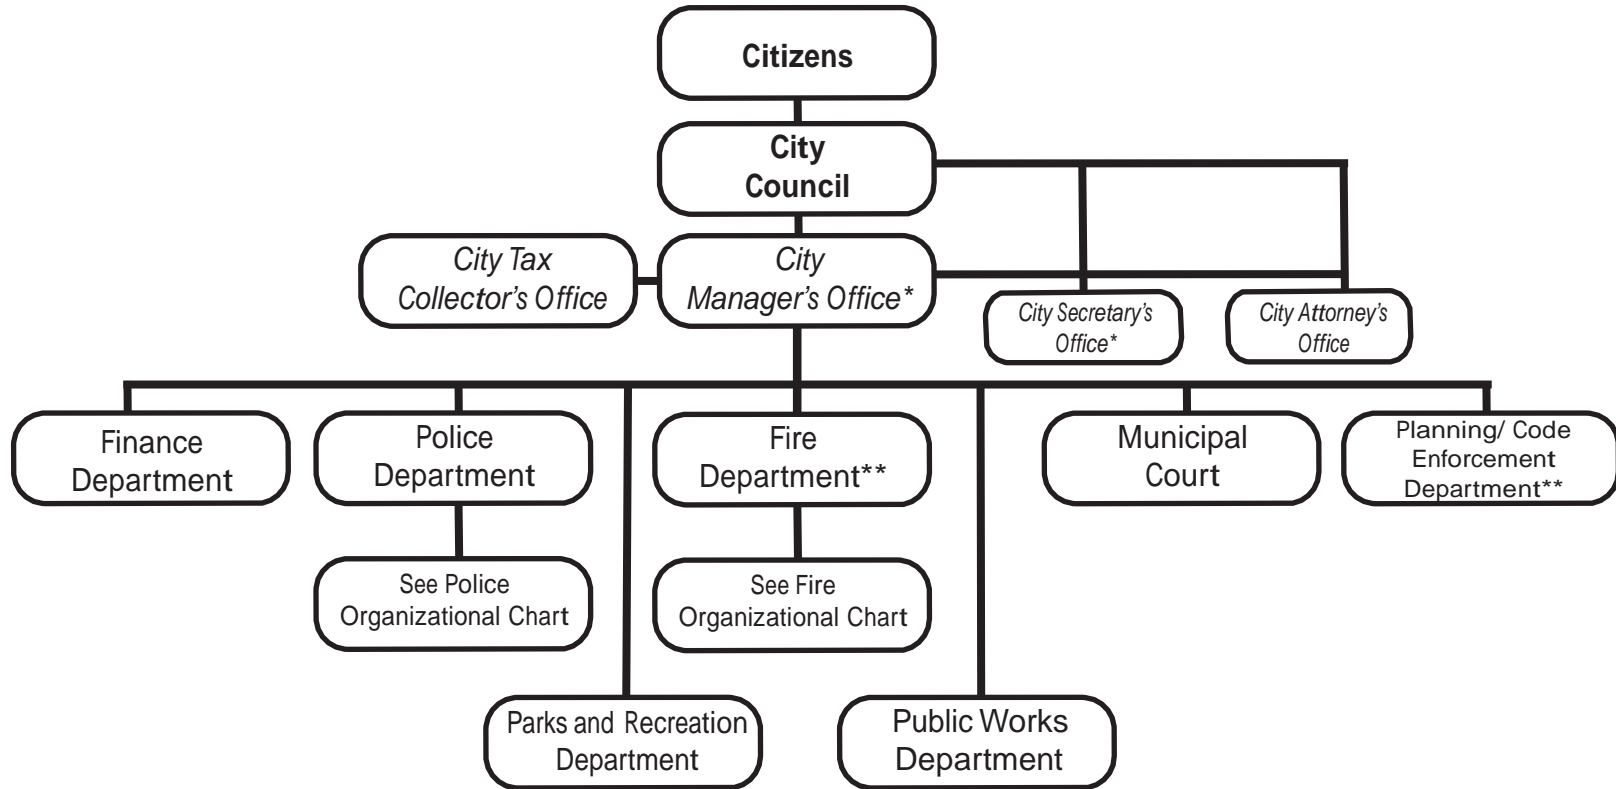 Citizens
City
Council
City Tax
Collector's Office
City
Manager's Office*
City Secretary's
Office*
City Attorney's
Office
Finance
Department
Police
Department
Fire
Department**
Municipal
Court
Planning/ Code
Enforcement
Department**
See Police
Organizational Chart
See Fire
Organizational Chart
Parks and Recreation
Department
Public Works
Department